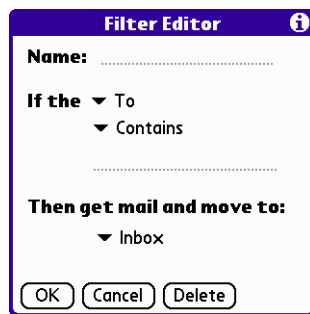 Filter Editor i
Name:
If the To
Contains
Then get mail and move to:
Inbox
OK Cancel Delete